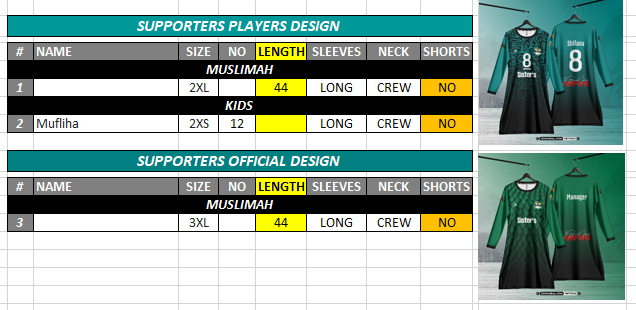 SUPPORTERS PLAYERS DESIGN
# NAME SIZE NO LENGTH SLEEVES NECK SHORTS
MUSLIMAH
1 2XL 44 LONG CREW NO
KIDS
2 Mufliha 2XS 12 LONG CREW NO
SUPPORTERS OFFICIAL DESIGN
# NAME SIZE NO LENGTH SLEEVES NECK SHORTS
MUSLIMAH
3 3XL 44 LONG CREW NO
Shifana
8
8
Sister's
Manager
Sister's